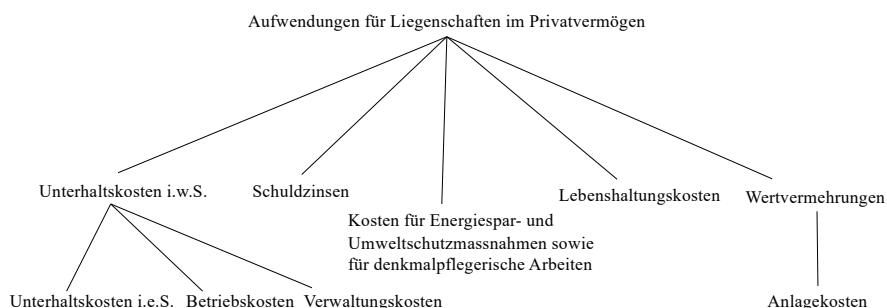 Aufwendungen für Liegenschaften im Privatvermögen
Unterhaltskosten i.w.S.
Schuldzinsen
Kosten für Energiespar- und
Umweltschutzmassnahmen sowie
für denkmalpflegerische Arbeiten
Lebenshaltungskosten
Wertvermehrungen
Unterhaltskosten i.e.S.
Betriebskosten
Verwaltungskosten
Anlagekosten